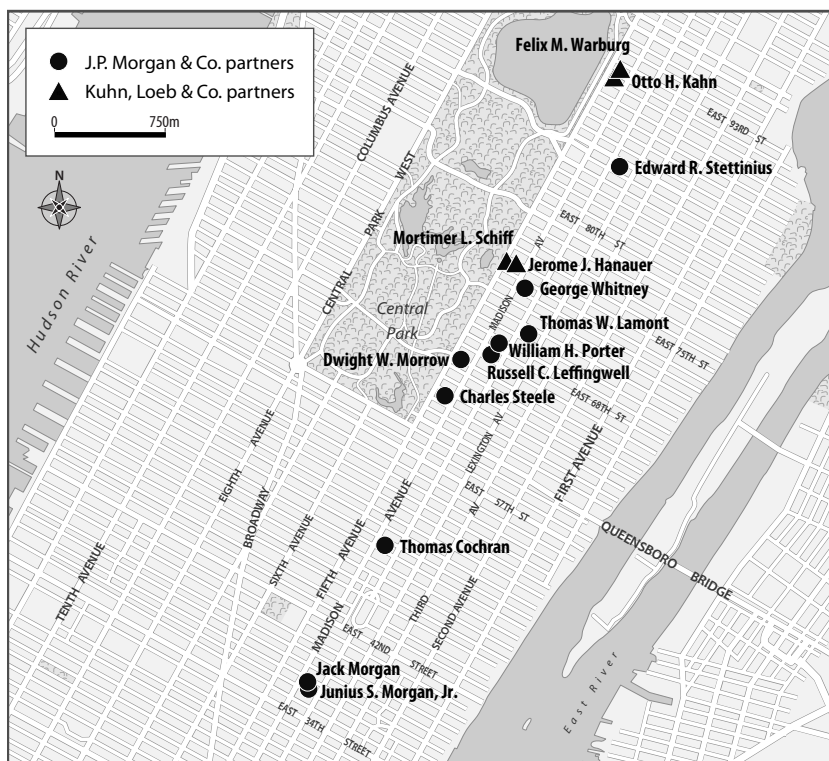 J.P. Morgan & Co. partners
Kuhn, Loeb & Co. partners
0 750m
N
Felix M. Warburg
Otto H. Kahn
EAST 93RD ST
COLUMBUS AVENUE
Edward R. Stettinius
CENTRAL PARK WEST
EAST 80TH ST
Mortimer L. Schiff
MADISON AV
Jerome J. Hanauer
George Whitney
Hudson River
Central
Park
Thomas W. Lamont
William H. Porter
EAST 75TH ST
Dwight W. Morrow
Russell C. Leffingwell
Charles Steele
EAST 68TH ST
LEXINGTON AV
FIRST AVENUE
EIGHTH AVENUE
BROADWAY
EAST 57TH ST
QUEENSBORO BRIDGE
SIXTH AVENUE
FIFTH AVENUE
Thomas Cochran
TENTH AVENUE
MADISON AVENUE
THIRD AV
SECOND AVENUE
EAST 42ND STREET
Jack Morgan
Junius S. Morgan, Jr.
EAST 34TH STREET
East River